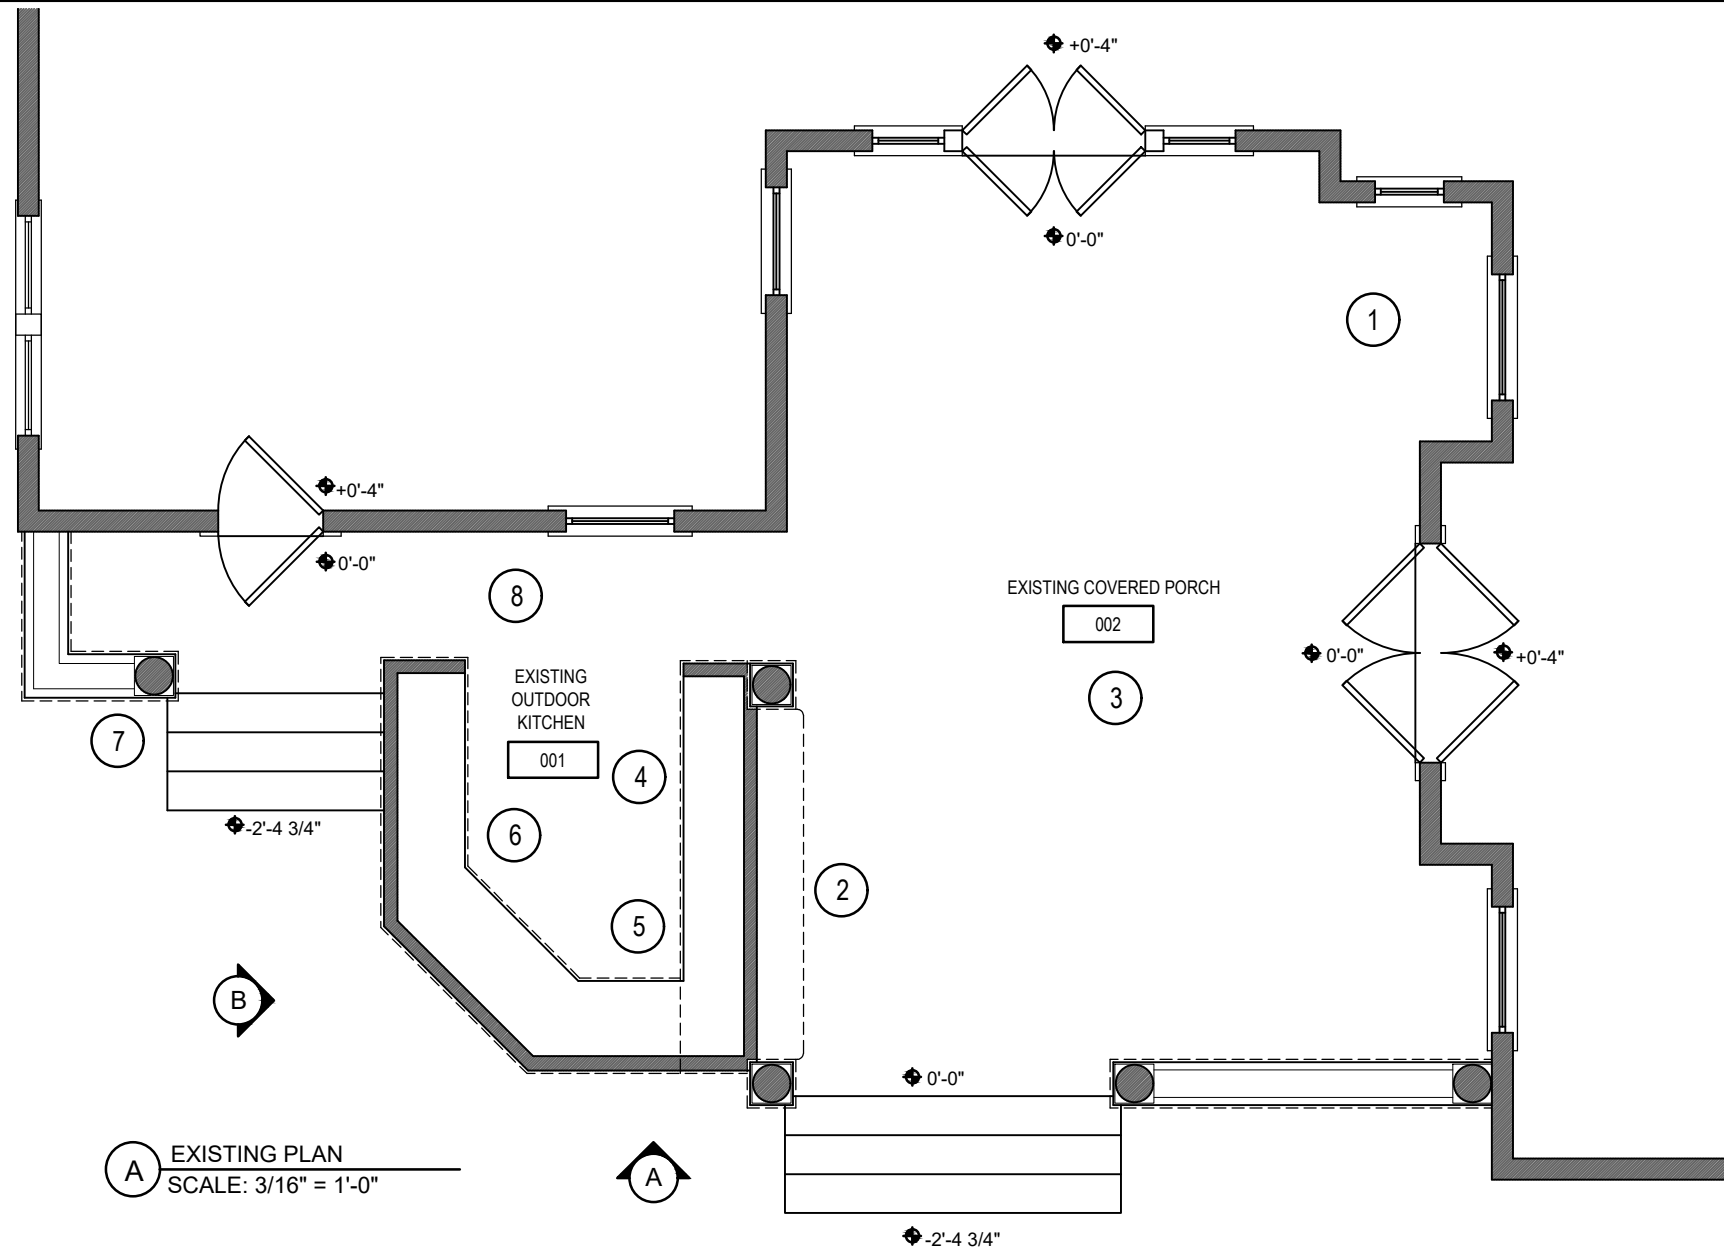 +0'-4"
0'-0"
1
+0'-4"
0'-0"
8
EXISTING COVERED PORCH
002
0'-0"
+0'-4"
EXISTING
OUTDOOR
KITCHEN
001
3
7
4
-2'-4 3/4"
6
2
5
B
0'-0"
A
EXISTING PLAN
SCALE: 3/16" = 1'-0"
A
-2'-4 3/4"